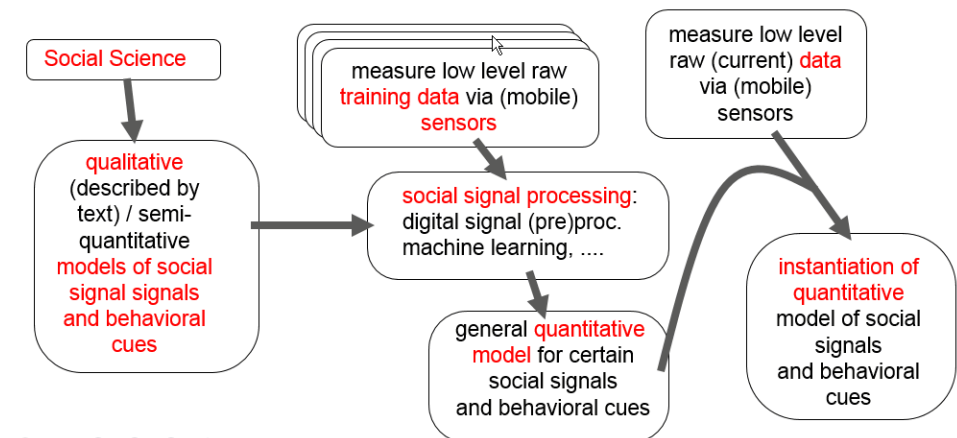 Social Science
qualitative
(described by
text) / semi-
quantitative
models of social
signal signals
and behavioral
cues
measure low level raw
training data via (mobile)
sensors
social signal processing:
digital signal (pre)proc.
machine learning, ....
general quantitative
model for certain
social signals
and behavioral cues
measure low level
raw (current) data
via (mobile)
sensors
instantiation of
quantitative
model of social
signals
and behavioral
cues